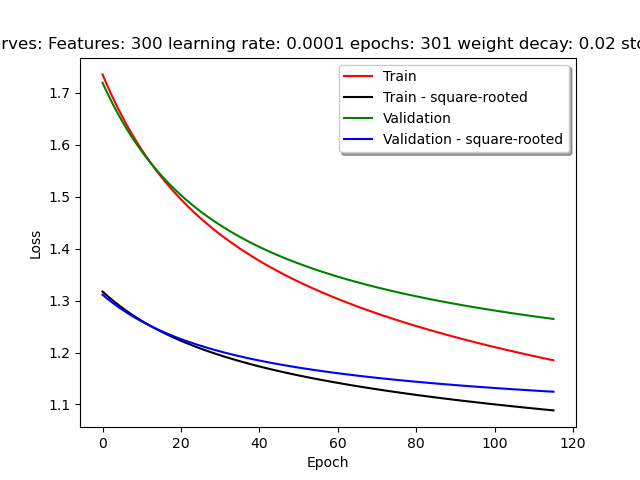 rves: Features: 300 learning rate: 0.0001 epochs: 301 weight decay: 0.02 sto
Train
Train - square-rooted
Validation
Validation - square-rooted
1.7
1.6
1.5
1.4
1.3
1.2
1.1
Loss
0 20 40 60 80 100 120
Epoch